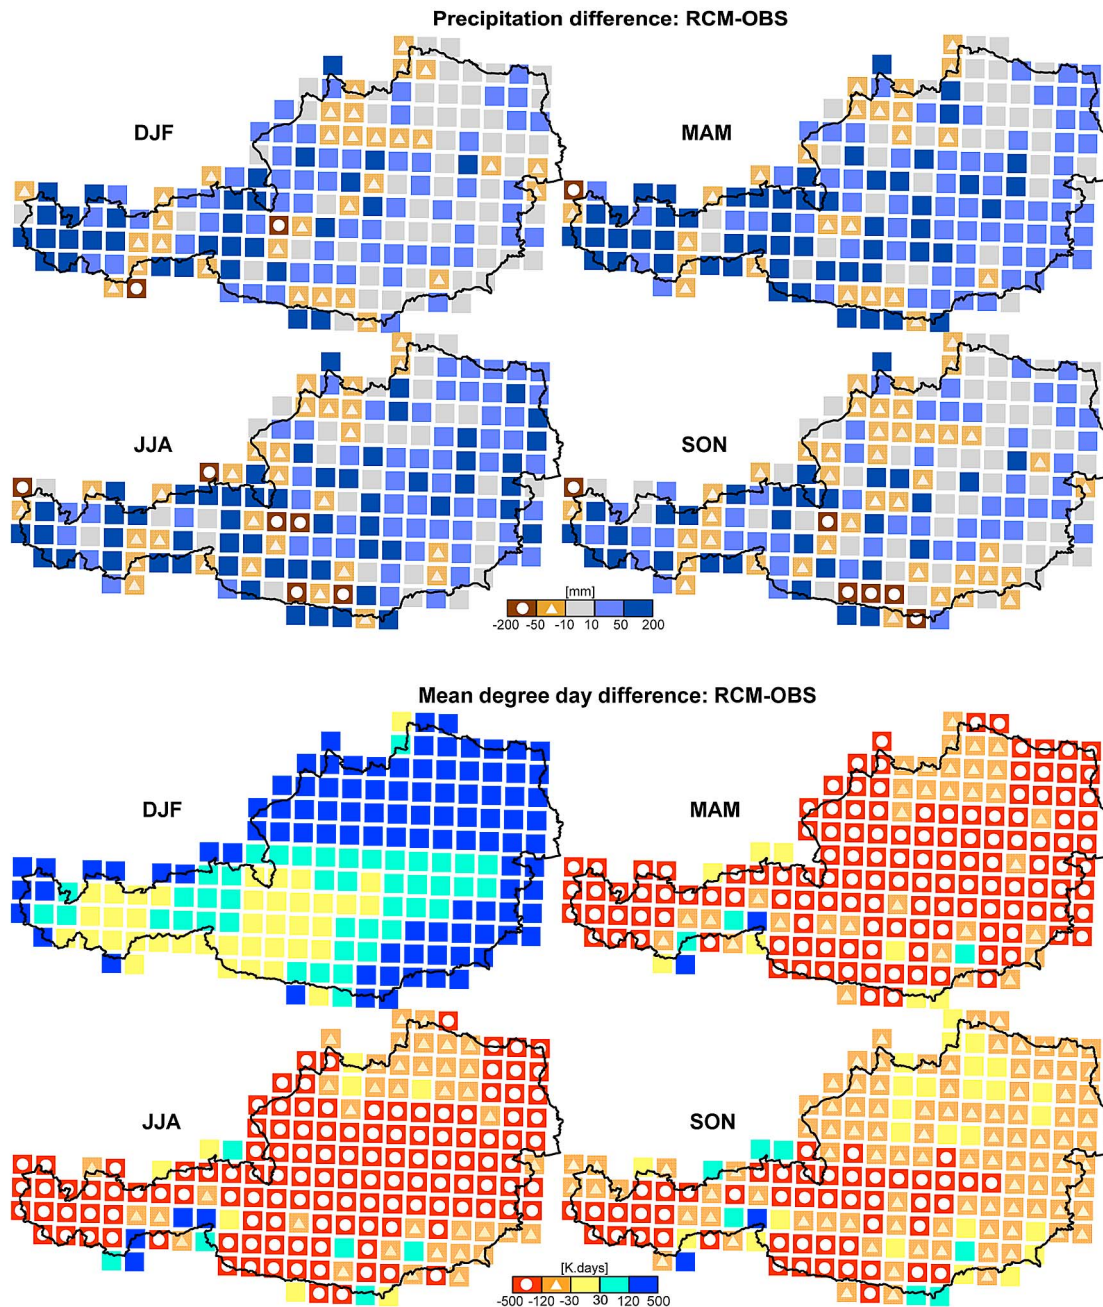 Precipitation difference: RCM-OBS
DJF
MAM
JJA
SON
[mm]
-200 -50 -10 10 50 200
Mean degree day difference: RCM-OBS
DJF
MAM
JJA
SON
[K.days]
-500 -120 -30 30 120 500